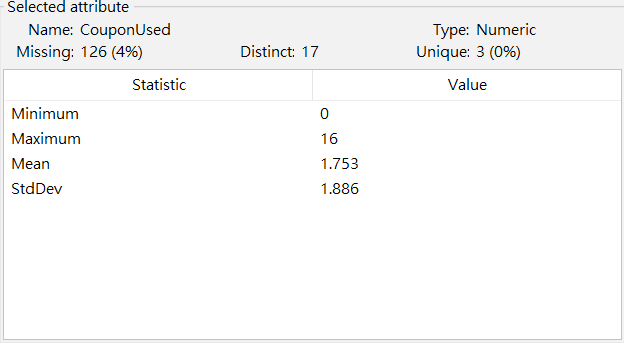 Selected attribute
Name: CouponUsed Type: Numeric
Missing: 126 (4%) Distinct: 17 Unique: 3 (0%)
Statistic Value
Minimum 0
Maximum 16
Mean 1.753
StdDev 1.886